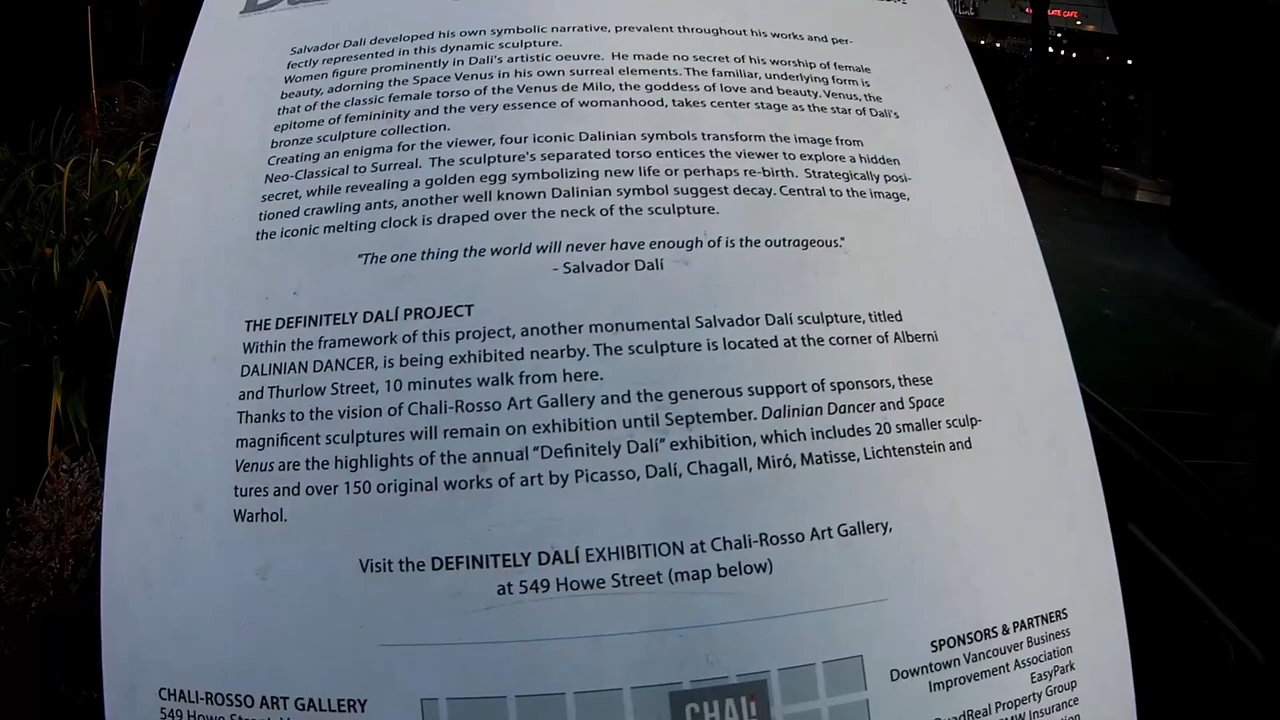 Salvador Dali developed his own symbolic narrative, prevalent throughout his works and per-
fectly represented in this dynamic sculpture.
Women figure prominently in Dali's artistic oeuvre. He made no secret of his worship of female
beauty, adorning the Space Venus in his own surreal elements. The familiar, underlying form is
that of the classic female torso of the Venus de Milo, the goddess of love and beauty. Venus, the
epitome of femininity and the very essence of womanhood, takes center stage as the star of Dali's
bronze sculpture collection.
Creating an enigma for the viewer, four iconic Dalinian symbols transform the image from
Neo-Classical to Surreal. The sculpture's separated torso entices the viewer to explore a hidden
secret, while revealing a golden egg symbolizing new life or perhaps re-birth. Strategically posi-
tioned crawling ants, another well known Dalinian symbol suggest decay. Central to the image,
the iconic melting clock is draped over the neck of the sculpture.
"The one thing the world will never have enough of is the outrageous."
- Salvador Dalí
THE DEFINITELY DALÍ PROJECT
Within the framework of this project, another monumental Salvador Dalí sculpture, titled
DALINIAN DANCER, is being exhibited nearby. The sculpture is located at the corner of Alberni
and Thurlow Street, 10 minutes walk from here.
Thanks to the vision of Chali-Rosso Art Gallery and the generous support of sponsors, these
magnificent sculptures will remain on exhibition until September. Dalinian Dancer and Space
Venus are the highlights of the annual "Definitely Dalí" exhibition, which includes 20 smaller sculp-
tures and over 150 original works of art by Picasso, Dalí, Chagall, Miró, Matisse, Lichtenstein and
Warhol.
Visit the DEFINITELY DALÍ EXHIBITION at Chali-Rosso Art Gallery,
at 549 Howe Street (map below)
CHALI-ROSSO ART GALLERY
549 Howe Street
CHALI
SPONSORS & PARTNERS
Downtown Vancouver Business
Improvement Association
EasyPark
QuadReal Property Group
Insurance
CAFE